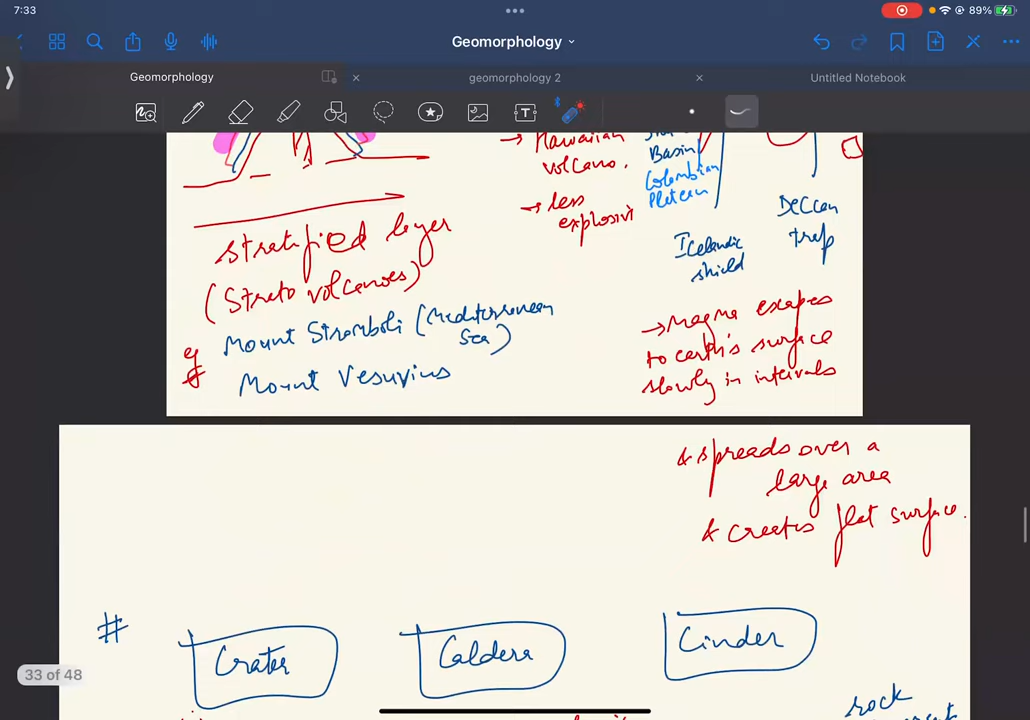 7:33
89%
Geomorphology
Geomorphology
geomorphology 2
Untitled Notebook
→ Hawaiian
volcano.
→ less
explosive
Basin
Colombian
Plateau
Icelandic
shield
Deccan
trap
stratified layer
(Strato volcanoes)
eg
Mount Stromboli (Mediterranean
Sea)
Mount Vesuvius
→ Magma escapes
to earth's surface
slowly in intervals
& spreads over a
large area
& creates flat surface.
#
Crater
Caldera
Cinder
33 of 48
rock